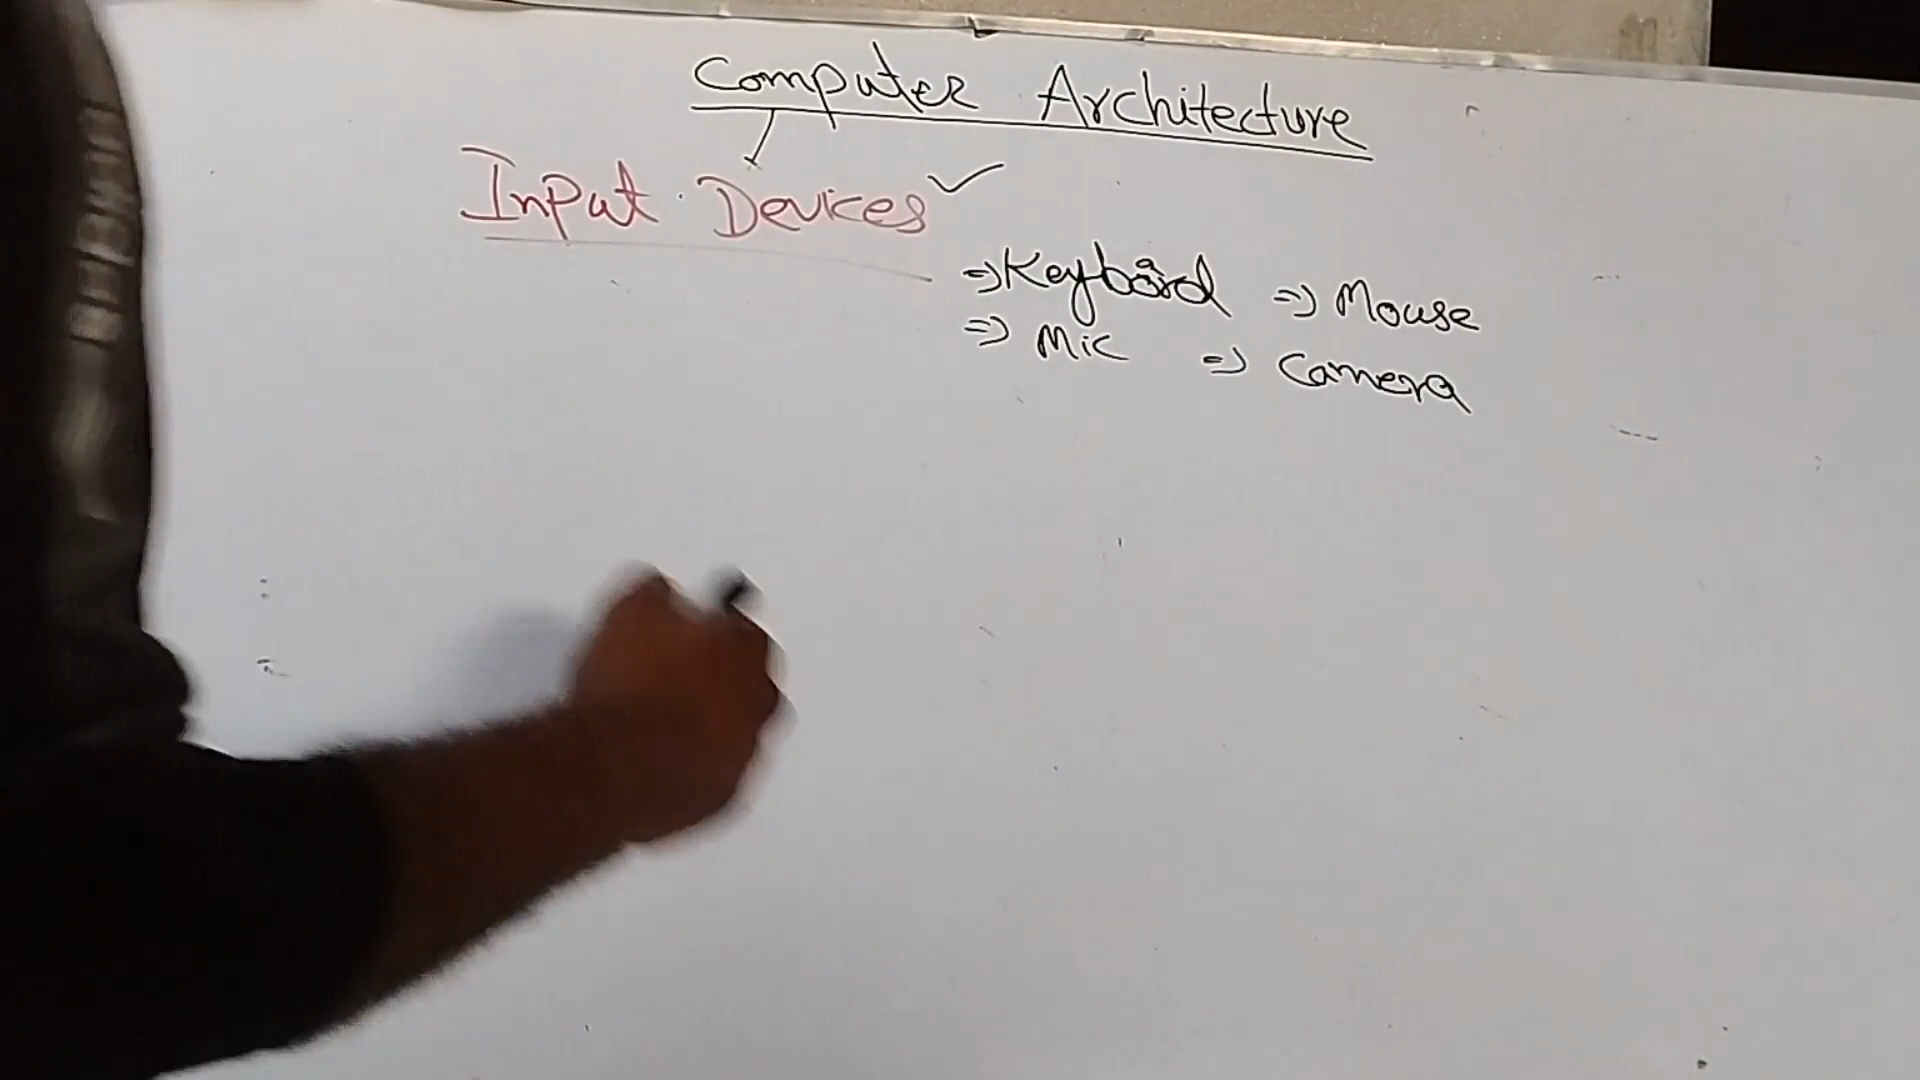 Computer Architecture
Input Devices ✓
=> Keyboard => Mouse
=> Mic => Camera